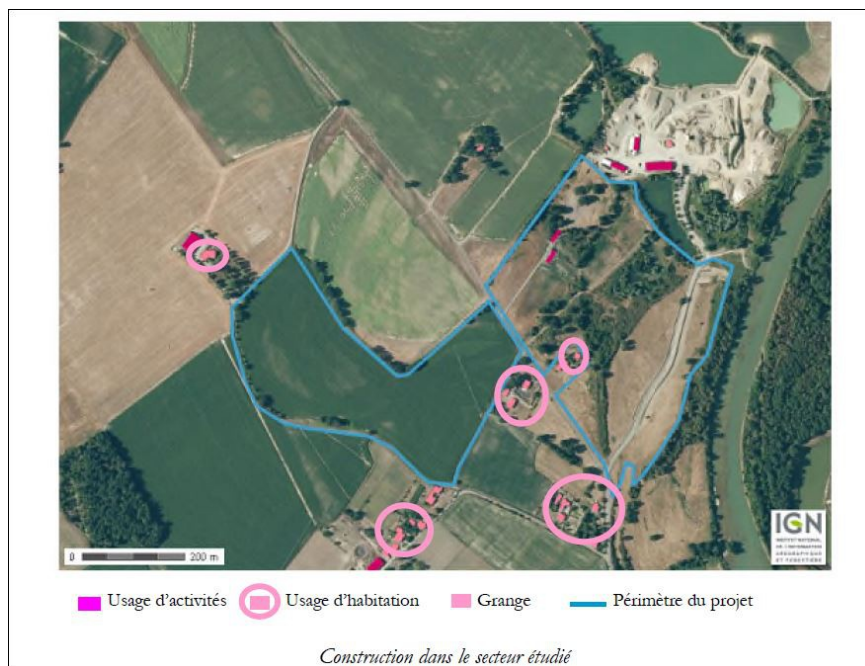 IGN
INSTITUT NATIONAL
DE L'INFORMATION
GÉOGRAPHIQUE
ET FORESTIÈRE
0 200 m
Usage d'activités Usage d'habitation Grange Périmètre du projet
Construction dans le secteur étudié